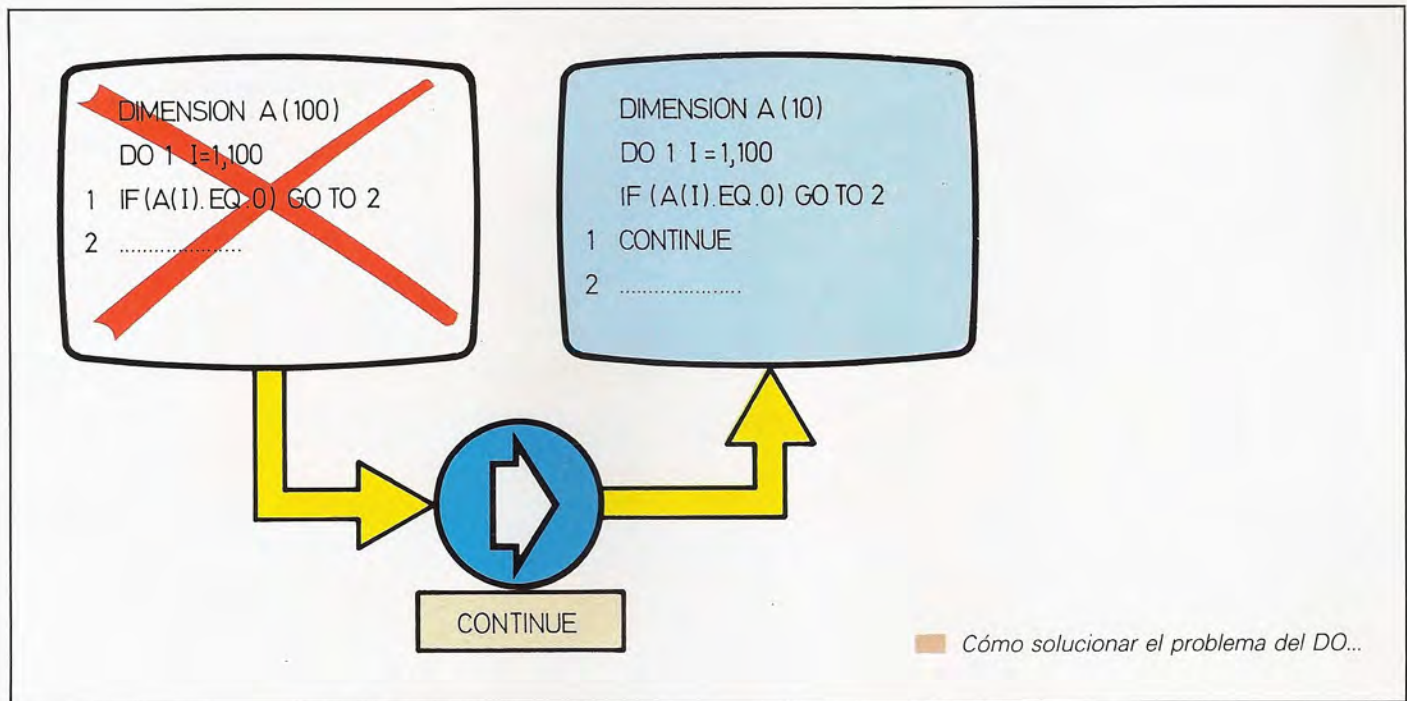 DIMENSION A (100)
DO 1 I=1,100
1 IF (A(I).EQ.0) GO TO 2
2 .....................
DIMENSION A (10)
DO 1 I=1,100
IF (A(I).EQ.0) GO TO 2
1 CONTINUE
2 .....................
CONTINUE
Cómo solucionar el problema del DO...